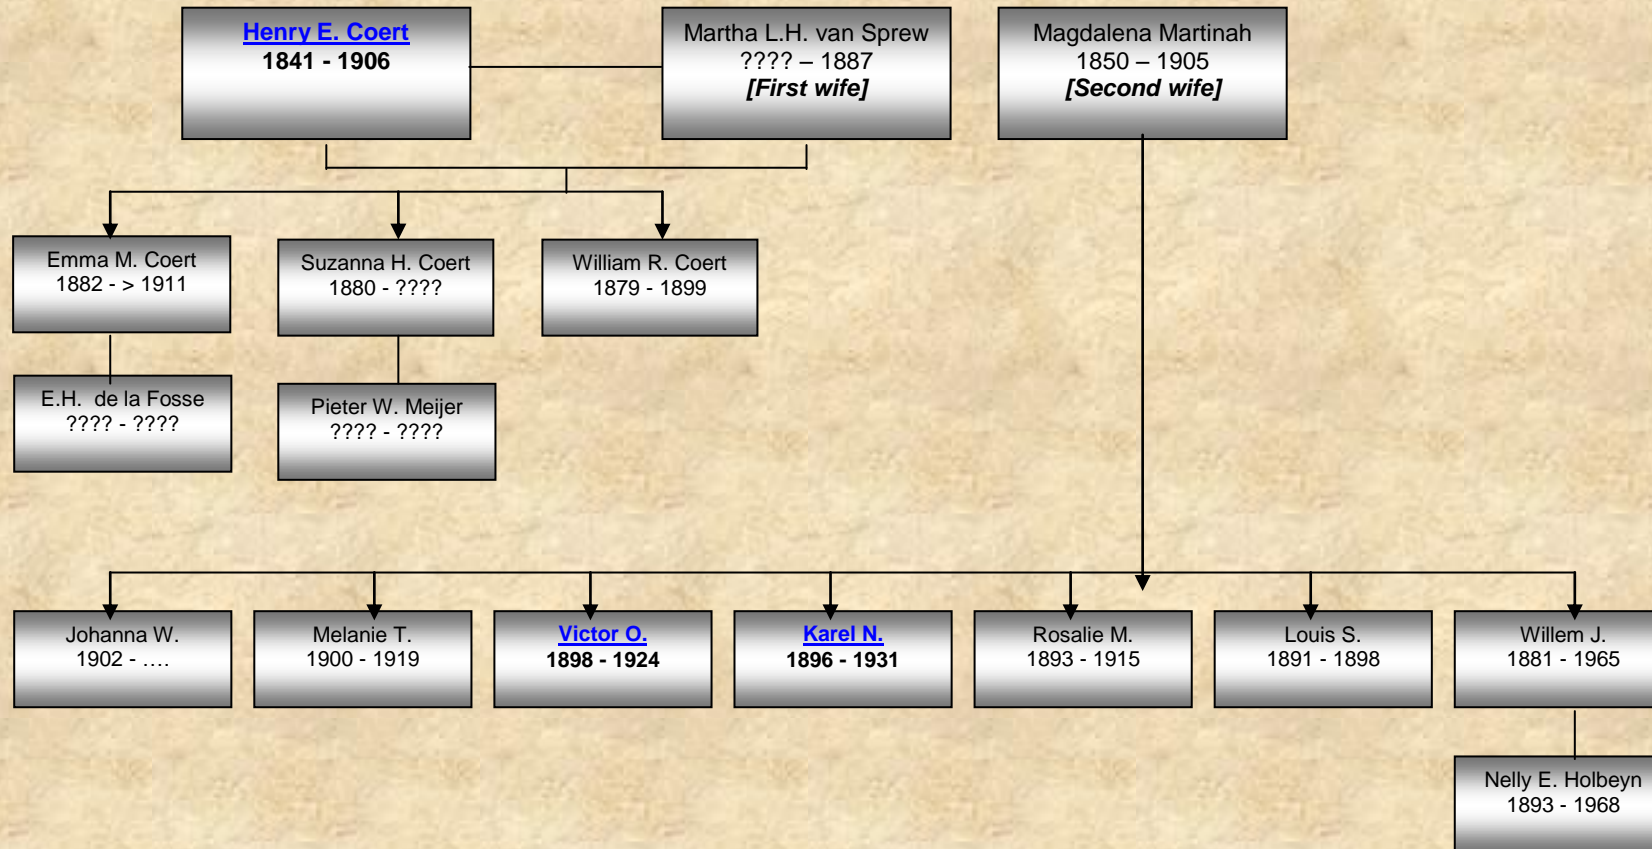 Henry E. Coert
1841 - 1906
Martha L.H. van Sprew
???? – 1887
[First wife]
Magdalena Martinah
1850 – 1905
[Second wife]
Emma M. Coert
1882 - > 1911
Suzanna H. Coert
1880 - ????
William R. Coert
1879 - 1899
E.H. de la Fosse
???? - ????
Pieter W. Meijer
???? - ????
Johanna W.
1902 - ….
Melanie T.
1900 - 1919
Victor O.
1898 - 1924
Karel N.
1896 - 1931
Rosalie M.
1893 - 1915
Louis S.
1891 - 1898
Willem J.
1881 - 1965
Nelly E. Holbeyn
1893 - 1968